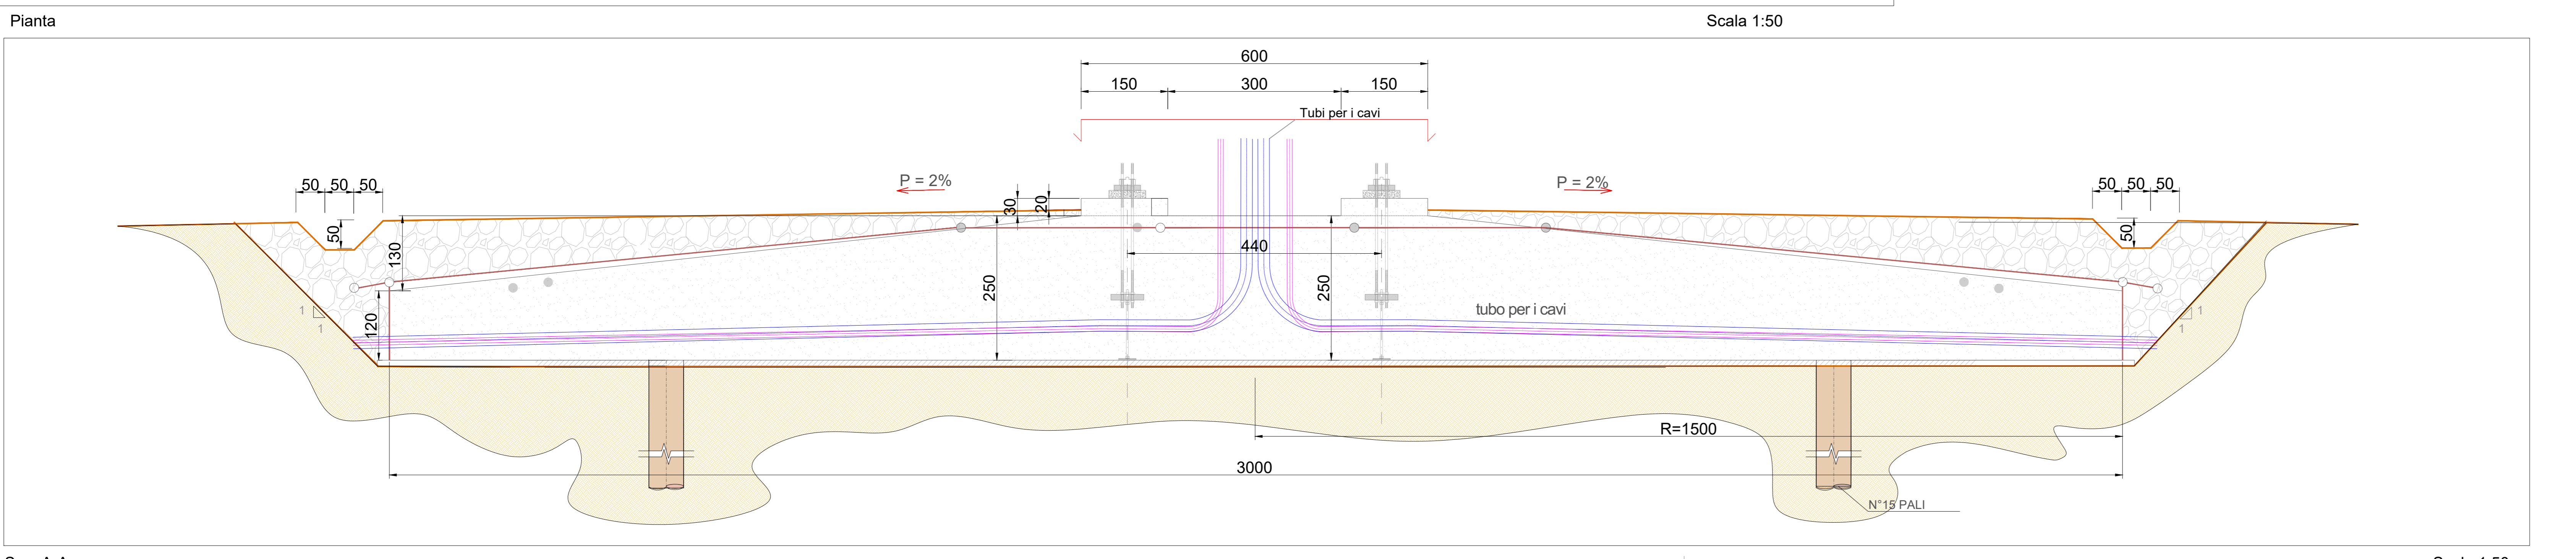 Pianta Scala 1:50
600
150 300 150
Tubi per i cavi
P = 2% P = 2%
50 50 50 50 50 50
30 20
50 130 440 50
250 250
1 tubo per i cavi 1
1 120 1
R=1500
3000
N°15 PALI